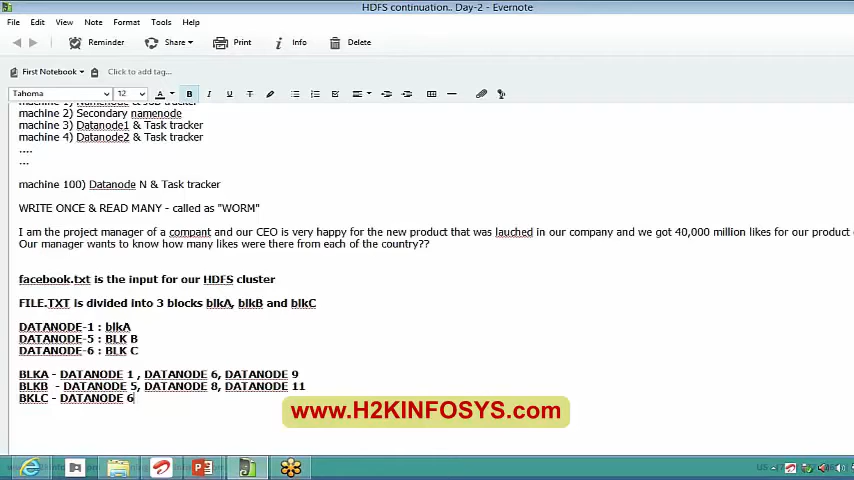 HDFS continuation.. Day-2 - Evernote
File Edit View Note Format Tools Help
Reminder Share Print Info Delete
First Notebook Click to add tag...
Tahoma 12 A B I U T
machine 1) Namenode & Job tracker
machine 2) Secondary namenode
machine 3) Datanode1 & Task tracker
machine 4) Datanode2 & Task tracker
....
...
machine 100) Datanode N & Task tracker
WRITE ONCE & READ MANY - called as "WORM"
I am the project manager of a compant and our CEO is very happy for the new product that was lauched in our company and we got 40,000 million likes for our product
Our manager wants to know how many likes were there from each of the country??
facebook.txt is the input for our HDFS cluster
FILE.TXT is divided into 3 blocks blkA, blkB and blkC
DATANODE-1 : blkA
DATANODE-5 : BLK B
DATANODE-6 : BLK C
BLKA - DATANODE 1 , DATANODE 6, DATANODE 9
BLKB - DATANODE 5, DATANODE 8, DATANODE 11
BKLC - DATANODE 6
www.H2KINFOSYS.com
US